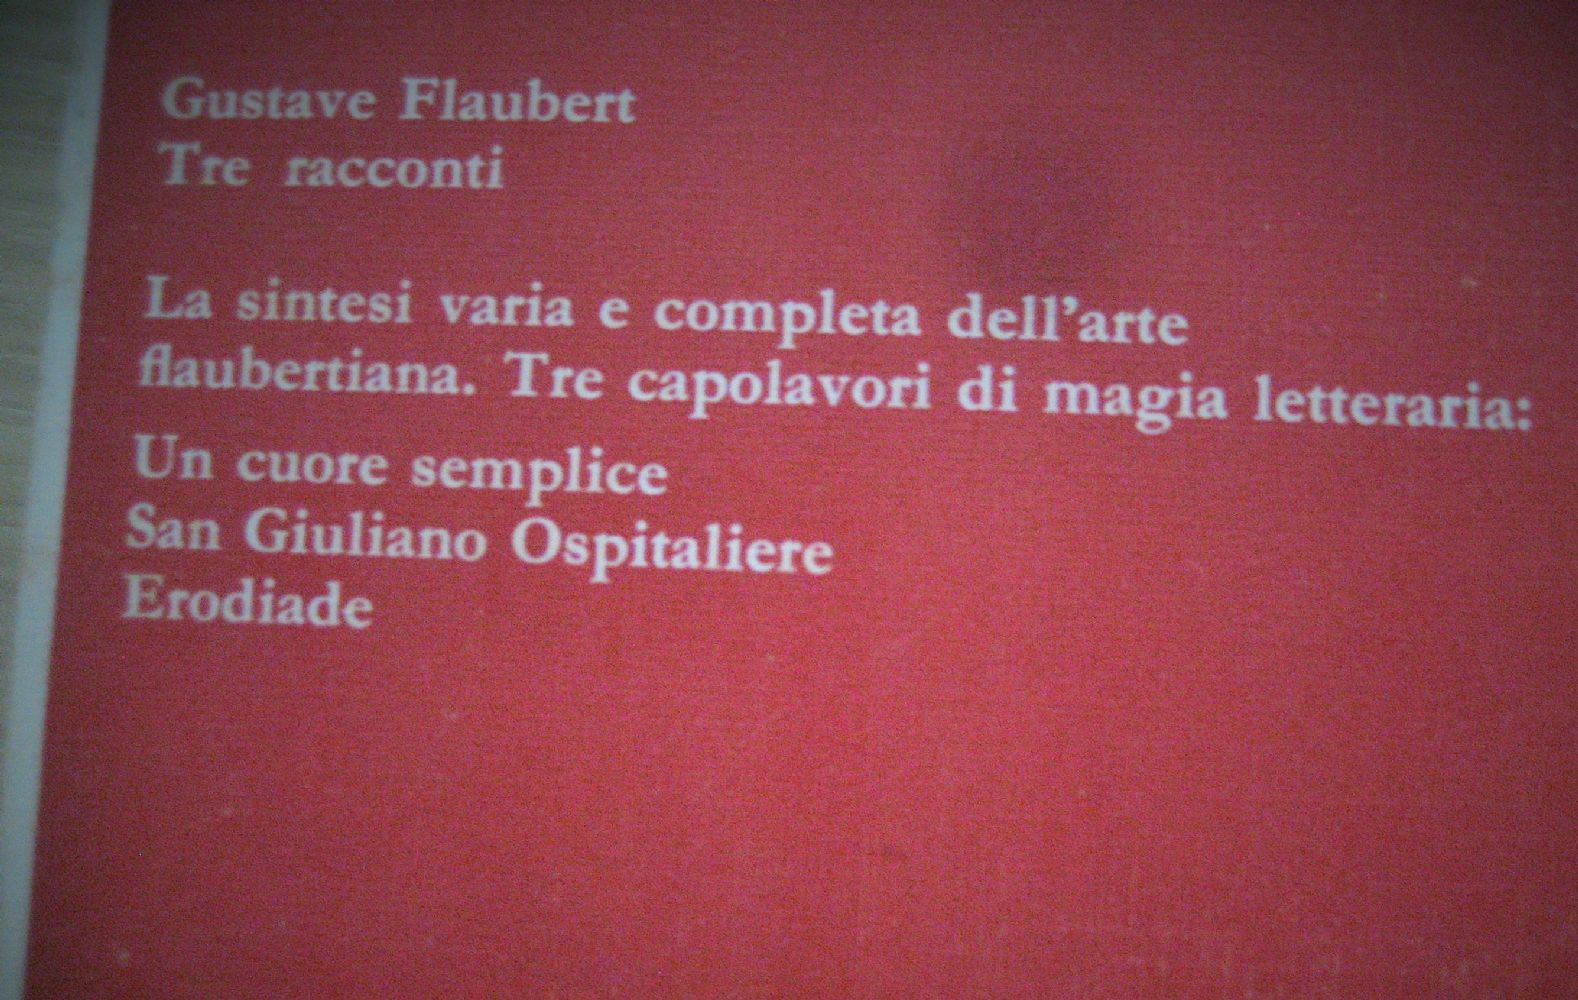 Gustave Flaubert
Tre racconti
La sintesi varia e completa dell'arte
flaubertiana. Tre capolavori di magia letteraria:
Un cuore semplice
San Giuliano Ospitaliere
Erodiade